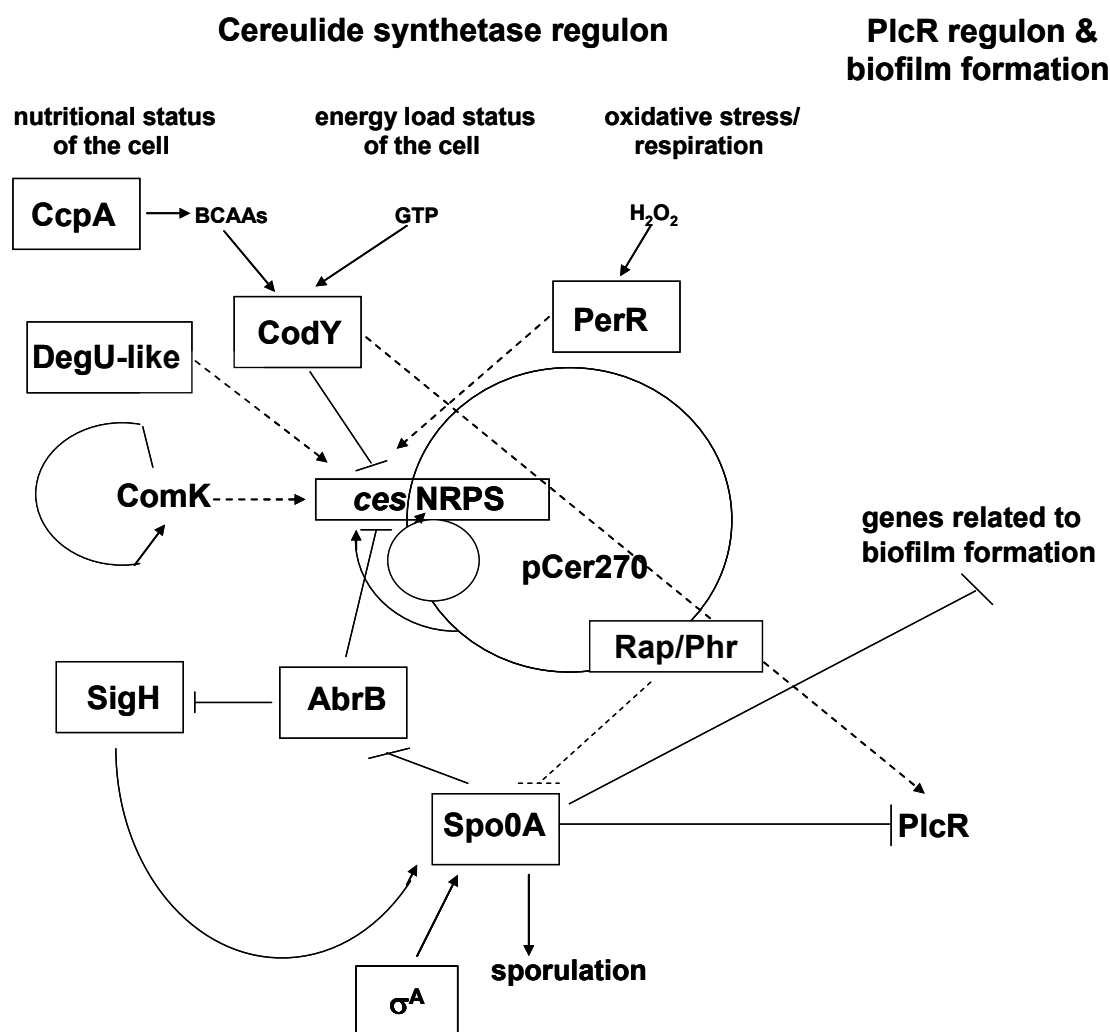 Cereulide synthetase regulon
PlcR regulon &
biofilm formation
nutritional status
of the cell
energy load status
of the cell
oxidative stress/
respiration
CcpA
BCAAs
GTP
H₂O₂
CodY
PerR
DegU-like
ComK
ces NRPS
genes related to
biofilm formation
pCer270
Rap/Phr
SigH
AbrB
Spo0A
PlcR
sporulation
σᴬ